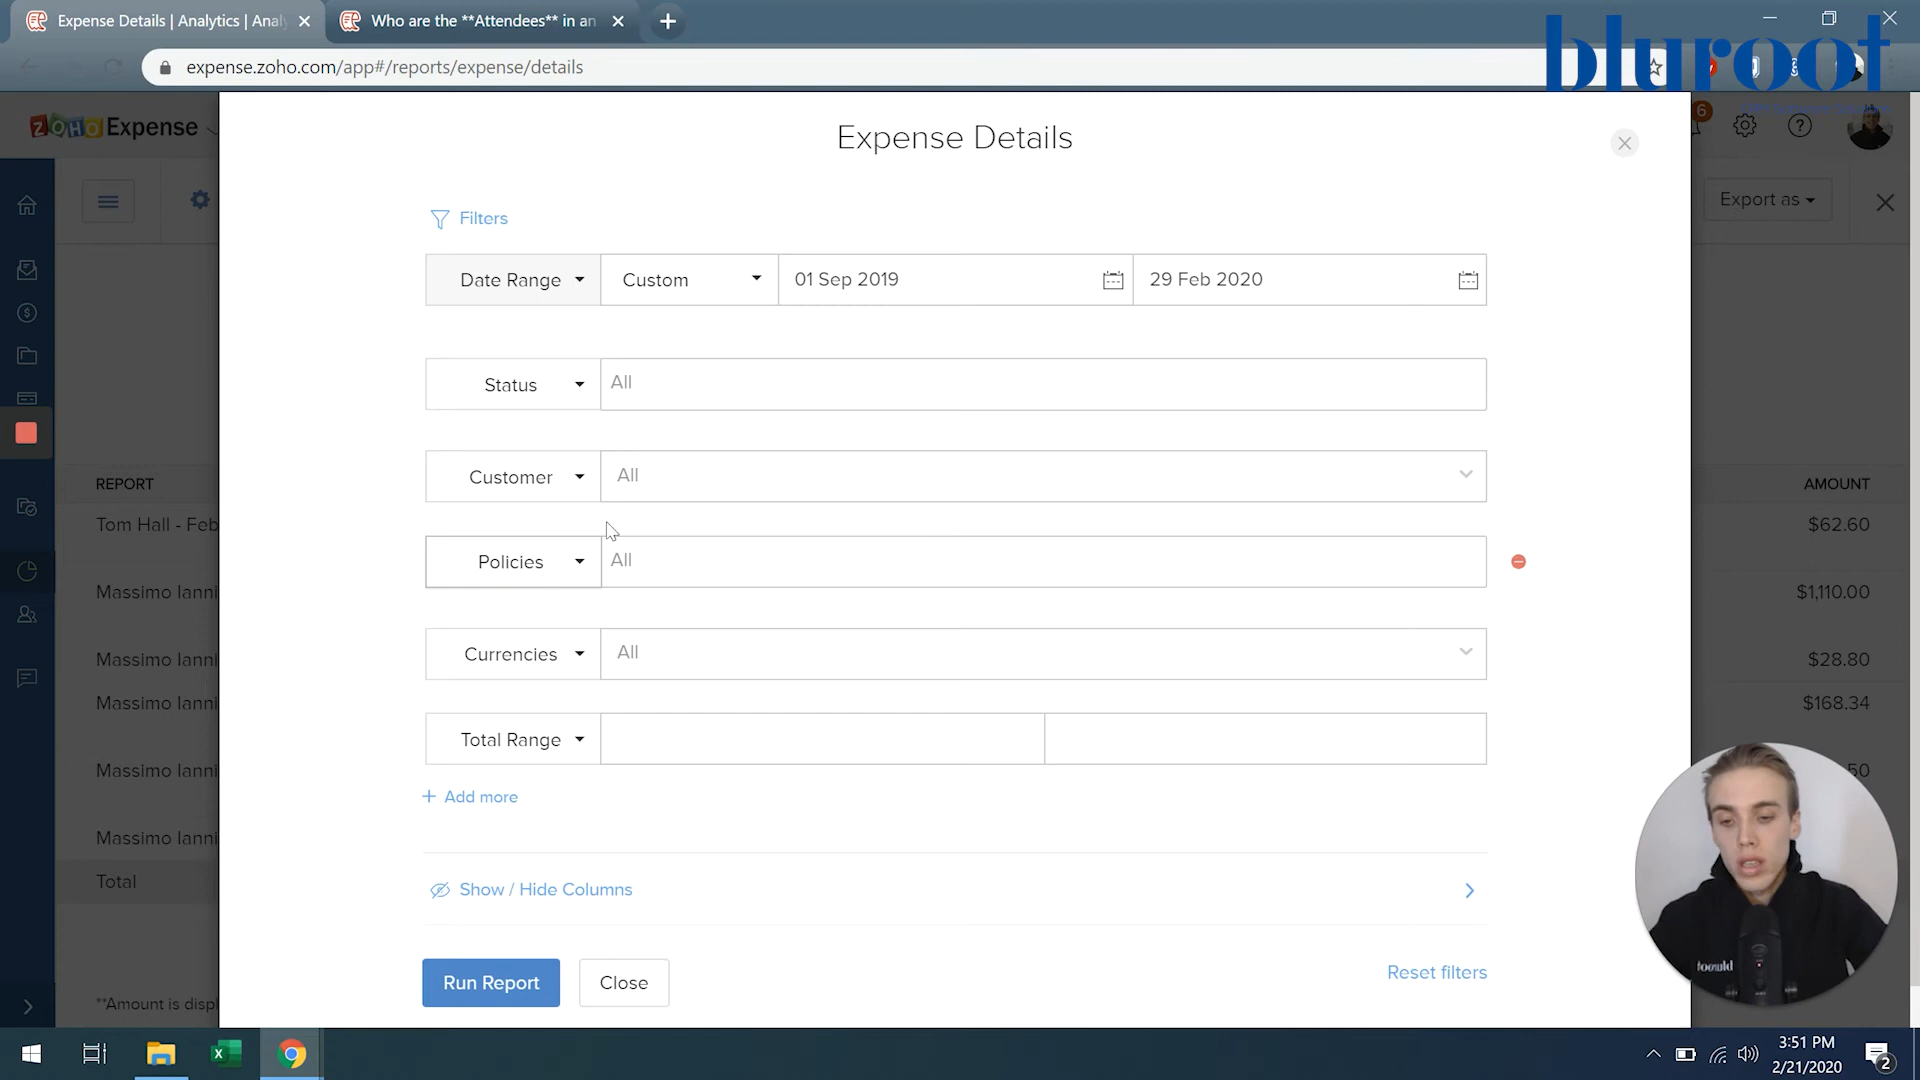 Expense Details | Analytics | Anal
Who are the **Attendees** in an
expense.zoho.com/app#/reports/expense/details
bluroot
ZOHO Expense
6
Expense Details
Export as
Filters
Date Range
Custom
01 Sep 2019
29 Feb 2020
Status
All
Customer
All
REPORT
AMOUNT
Tom Hall - Feb
$62.60
Policies
All
Massimo Ianni
$1,110.00
Currencies
All
Massimo Ianni
$28.80
Massimo Ianni
$168.34
Total Range
Massimo Ianni
50
+ Add more
Massimo Ianni
Total
Show / Hide Columns
Run Report
Close
Reset filters
bluroot
**Amount is displ
3:51 PM
2/21/2020
2